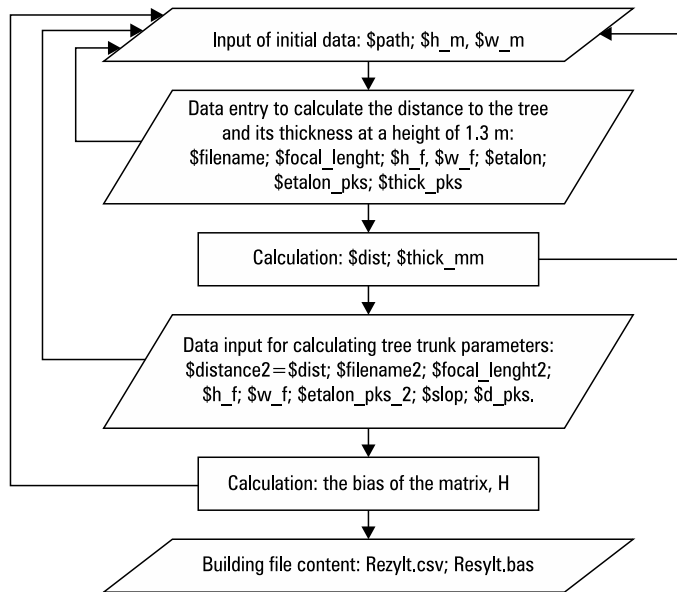 Input of initial data: $path; $h_m, $w_m
Data entry to calculate the distance to the tree
and its thickness at a height of 1.3 m:
$filename; $focal_lenght; $h_f, $w_f; $etalon;
$etalon_pks; $thick_pks
Calculation: $dist; $thick_mm
Data input for calculating tree trunk parameters:
$distance2=$dist; $filename2; $focal_lenght2;
$h_f; $w_f; $etalon_pks_2; $slop; $d_pks.
Calculation: the bias of the matrix, H
Building file content: Rezylt.csv; Resylt.bas